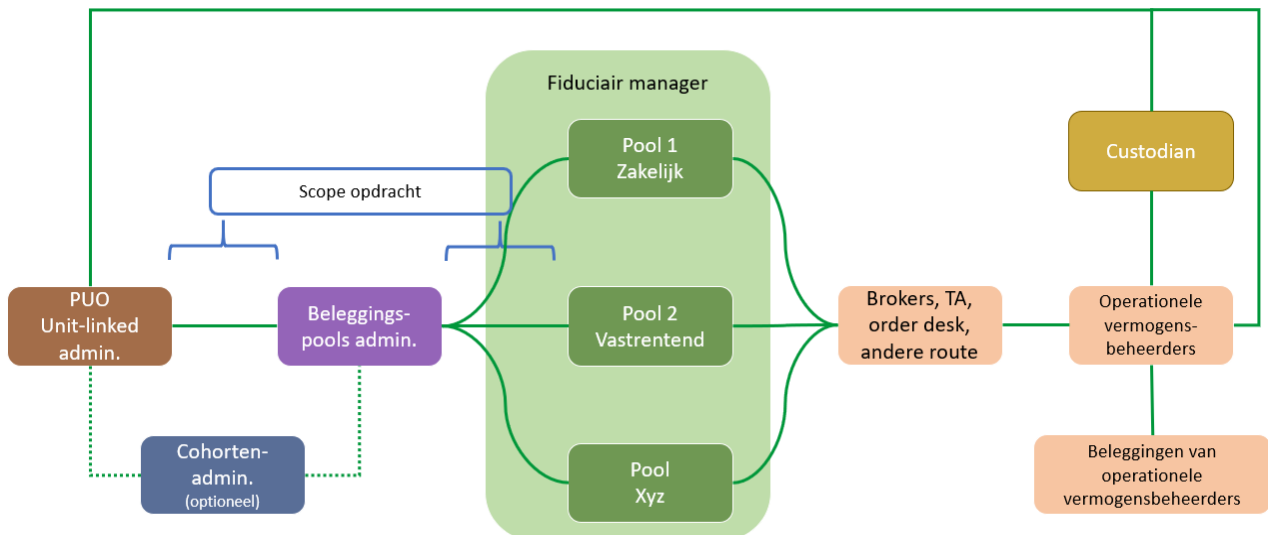 Fiduciair manager
Pool 1
Zakelijk
Custodian
Scope opdracht
PUO
Unit-linked
admin.
Beleggings-
pools admin.
Pool 2
Vastrentend
Brokers, TA,
order desk,
andere route
Operationele
vermogens-
beheerders
Cohorten-
admin.
(optioneel)
Pool
Xyz
Beleggingen van
operationele
vermogensbeheerders